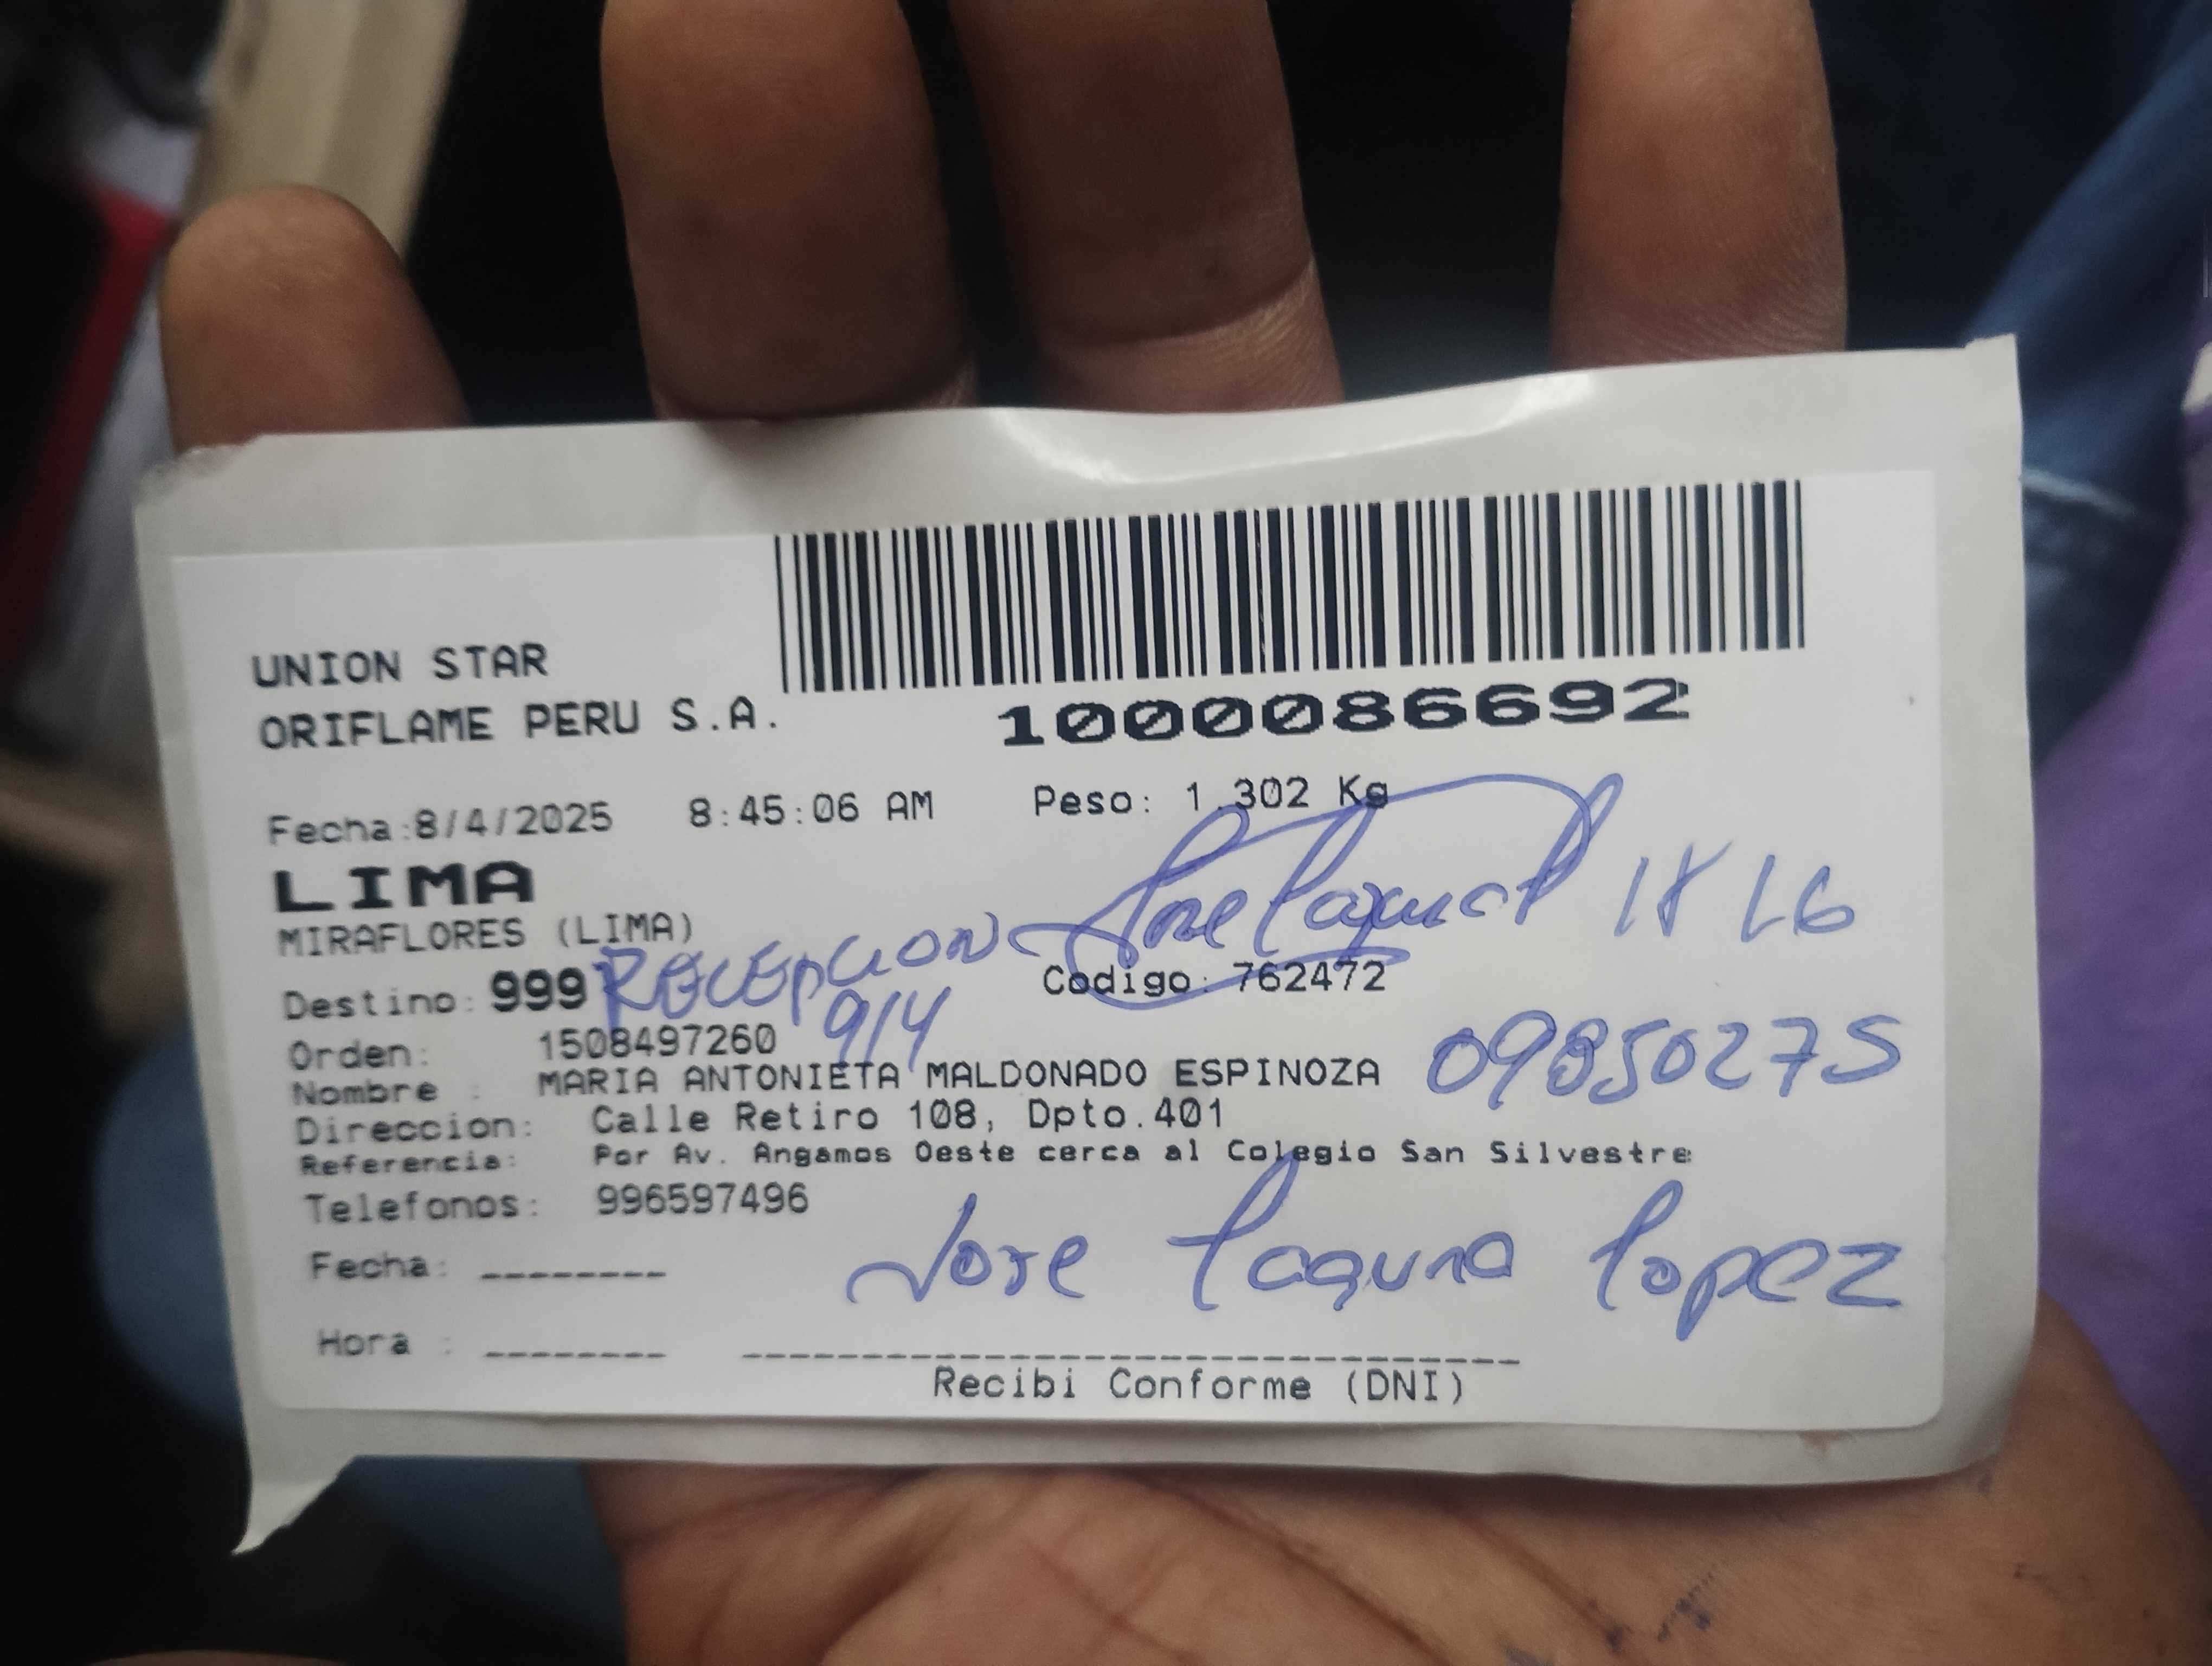 UNION STAR
ORIFLAME PERU S.A.
1000086692
Fecha:8/4/2025 8:45:06 AM Peso: 1.302 Kg
LIMA
MIRAFLORES (LIMA)
RECEPCION 9/4
Destino: 999 Codigo: 762472
Orden: 1508497260
Nombre : MARIA ANTONIETA MALDONADO ESPINOZA 09850275
Direccion: Calle Retiro 108, Dpto.401
Referencia: Por Av. Angamos Oeste cerca al Colegio San Silvestre
Telefonos: 996597496
Jose Laguna Lopez
Fecha: --------
Hora : --------
Recibi Conforme (DNI)